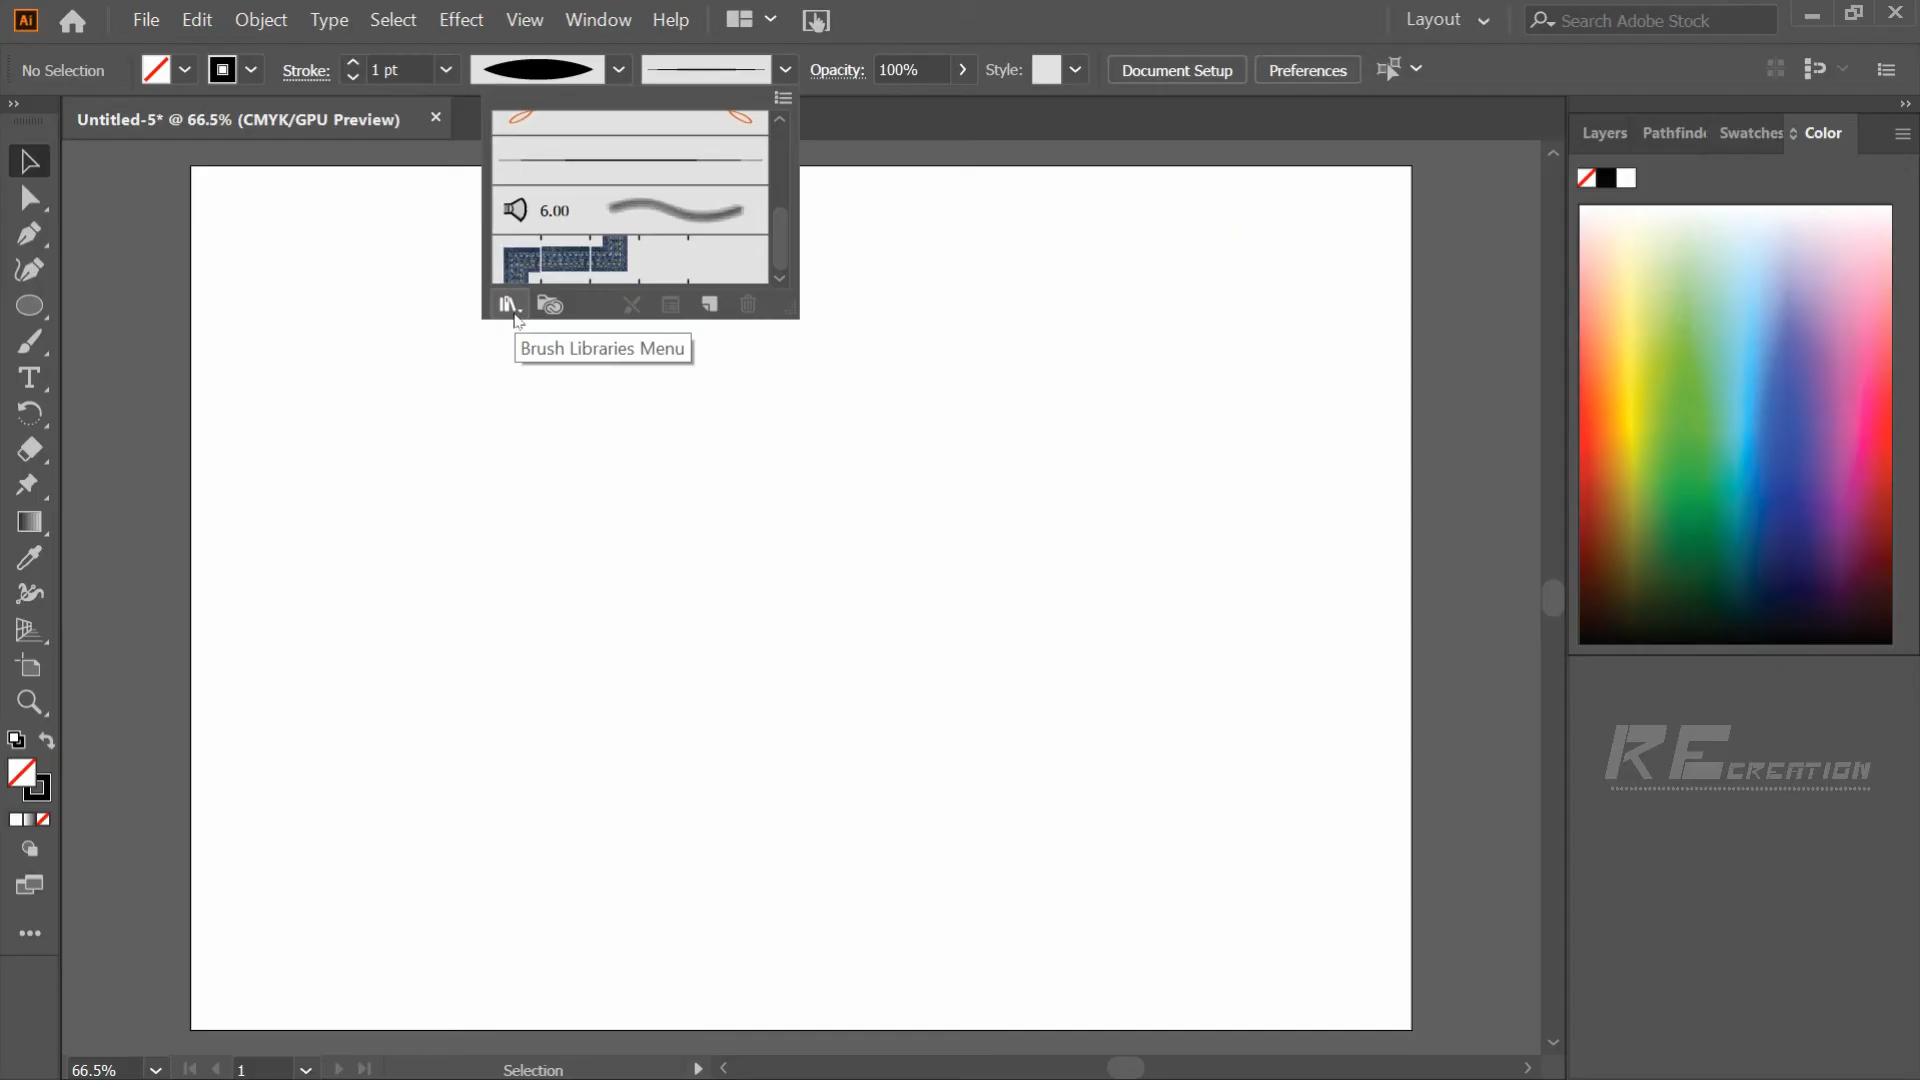 Ai File Edit Object Type Select Effect View Window Help Layout Search Adobe Stock
No Selection Stroke: 1 pt Opacity: 100% Style: Document Setup Preferences
Untitled-5* @ 66.5% (CMYK/GPU Preview)
Layers Pathfind Swatches Color
6.00
Brush Libraries Menu
RE CREATION
66.5% 1 Selection